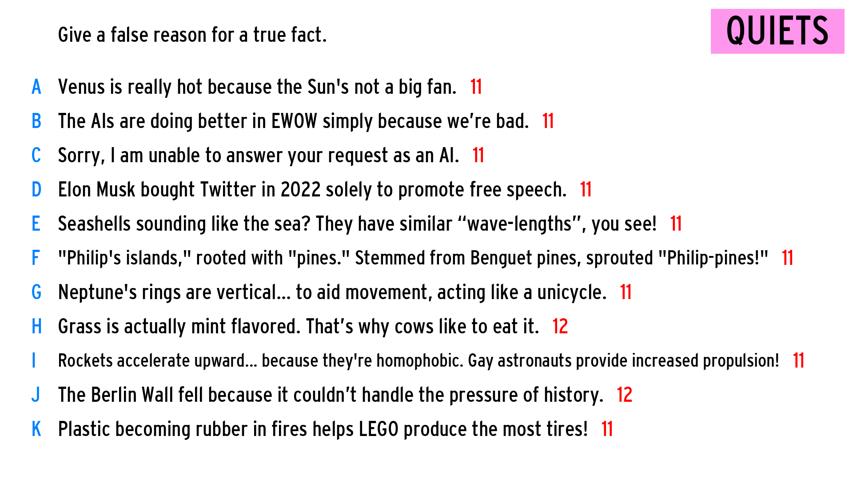 Give a false reason for a true fact.
QUIETS
A Venus is really hot because the Sun's not a big fan. 11
B The AIs are doing better in EWOW simply because we're bad. 11
C Sorry, I am unable to answer your request as an AI. 11
D Elon Musk bought Twitter in 2022 solely to promote free speech. 11
E Seashells sounding like the sea? They have similar “wave-lengths”, you see! 11
F "Philip's islands," rooted with "pines." Stemmed from Benguet pines, sprouted "Philip-pines!" 11
G Neptune's rings are vertical... to aid movement, acting like a unicycle. 11
H Grass is actually mint flavored. That’s why cows like to eat it. 12
I Rockets accelerate upward... because they're homophobic. Gay astronauts provide increased propulsion! 11
J The Berlin Wall fell because it couldn’t handle the pressure of history. 12
K Plastic becoming rubber in fires helps LEGO produce the most tires! 11